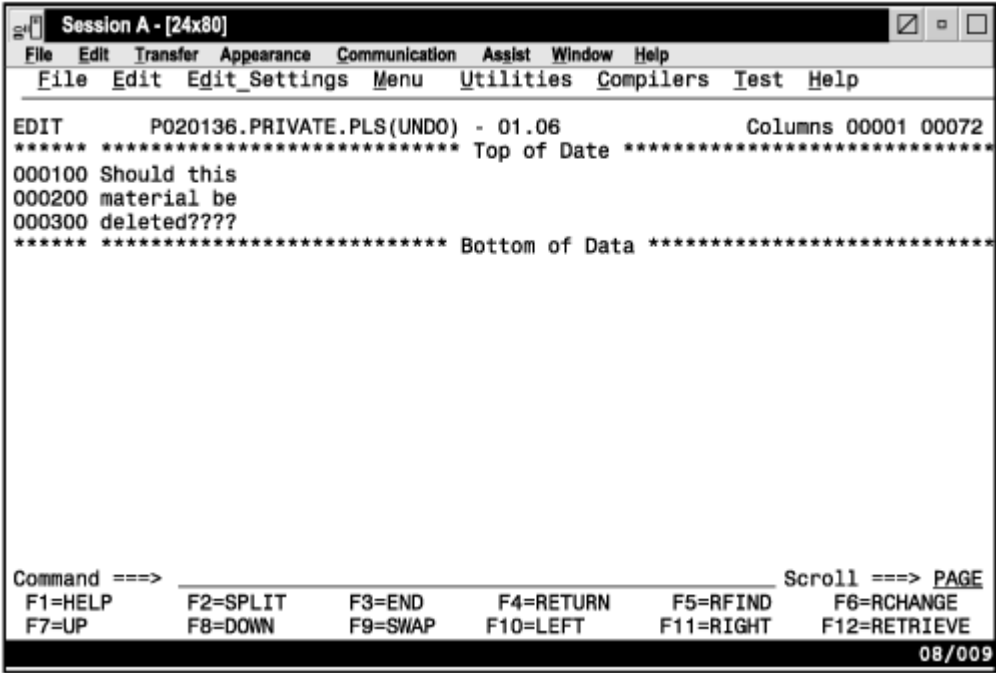 Session A - [24x80]
File Edit Transfer Appearance Communication Assist Window Help
File Edit Edit_Settings Menu Utilities Compilers Test Help
EDIT P020136.PRIVATE.PLS(UNDO) - 01.06 Columns 00001 00072
****** ***************************** Top of Date ******************************
000100 Should this
000200 material be
000300 deleted????
****** **************************** Bottom of Data ****************************
Command ===> Scroll ===> PAGE
F1=HELP F2=SPLIT F3=END F4=RETURN F5=RFIND F6=RCHANGE
F7=UP F8=DOWN F9=SWAP F10=LEFT F11=RIGHT F12=RETRIEVE
08/009